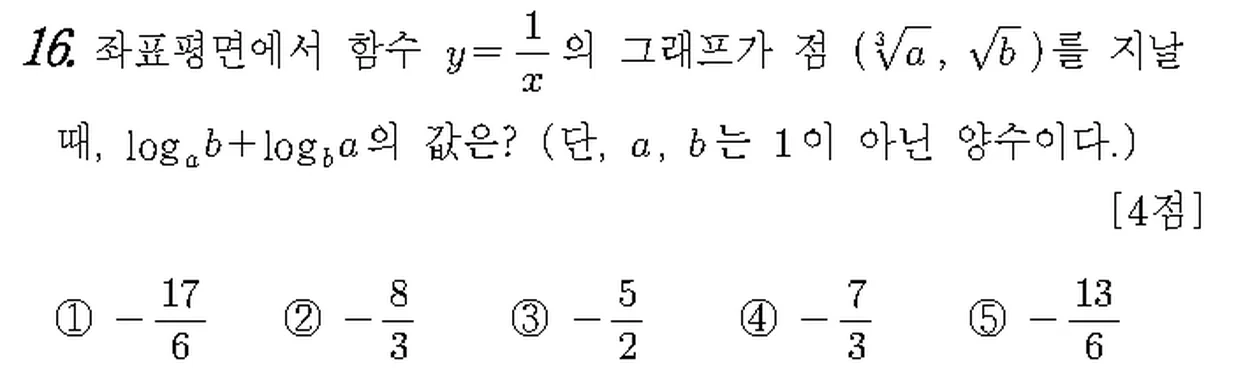 16. 좌표평면에서 함수 y=1/x의 그래프가 점 (∛a, √b)를 지날
때, logₐb+log_b a의 값은? (단, a, b는 1이 아닌 양수이다.)
[4점]
① -17/6 ② -8/3 ③ -5/2 ④ -7/3 ⑤ -13/6